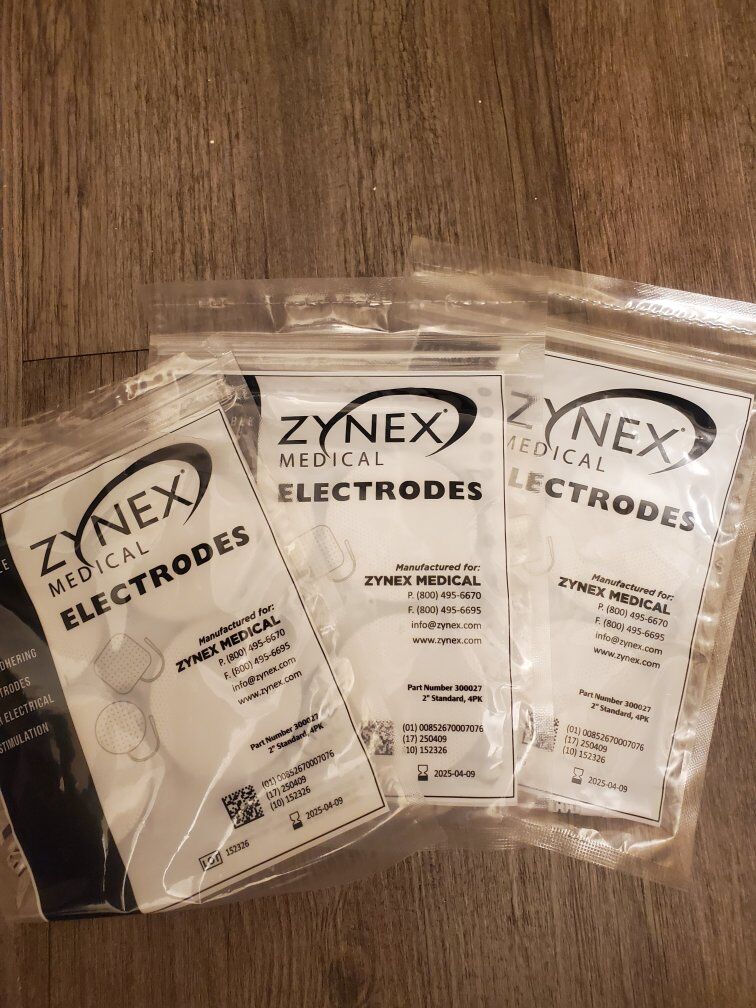 ZYNEX®
MEDICAL
ELECTRODES
Manufactured for:
ZYNEX MEDICAL
P. (800) 495-6670
F. (800) 495-6695
info@zynex.com
www.zynex.com
Part Number 300027
2" Standard, 4PK
(01) 00852670007076
(17) 250409
(10) 152326
2025-04-09
LOT 152326
TRODES
ELECTRICAL
STIMULATION
ZYNEX®
MEDICAL
ELECTRODES
Manufactured for:
ZYNEX MEDICAL
P. (800) 495-6670
F. (800) 495-6695
info@zynex.com
www.zynex.com
Part Number 300027
2" Standard, 4PK
(01) 00852670007076
(17) 250409
(10) 152326
2025-04-09
ZYNEX®
MEDICAL
LECTRODES
Manufactured for:
ZYNEX MEDICAL
P. (800) 495-6670
F. (800) 495-6695
info@zynex.com
www.zynex.com
Part Number 300027
2" Standard, 4PK
(01) 00852670007076
(17) 250409
(10) 152326
2025-04-09